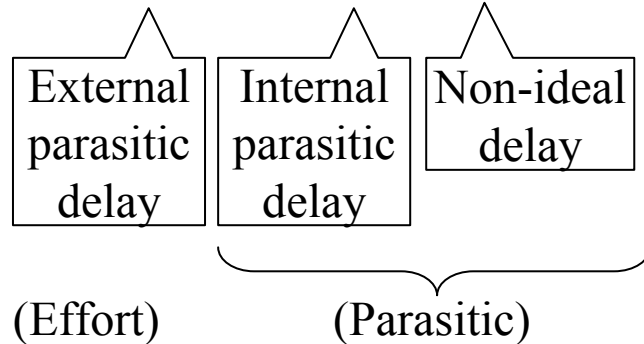 External
parasitic
delay
Internal
parasitic
delay
Non-ideal
delay
(Effort)
(Parasitic)